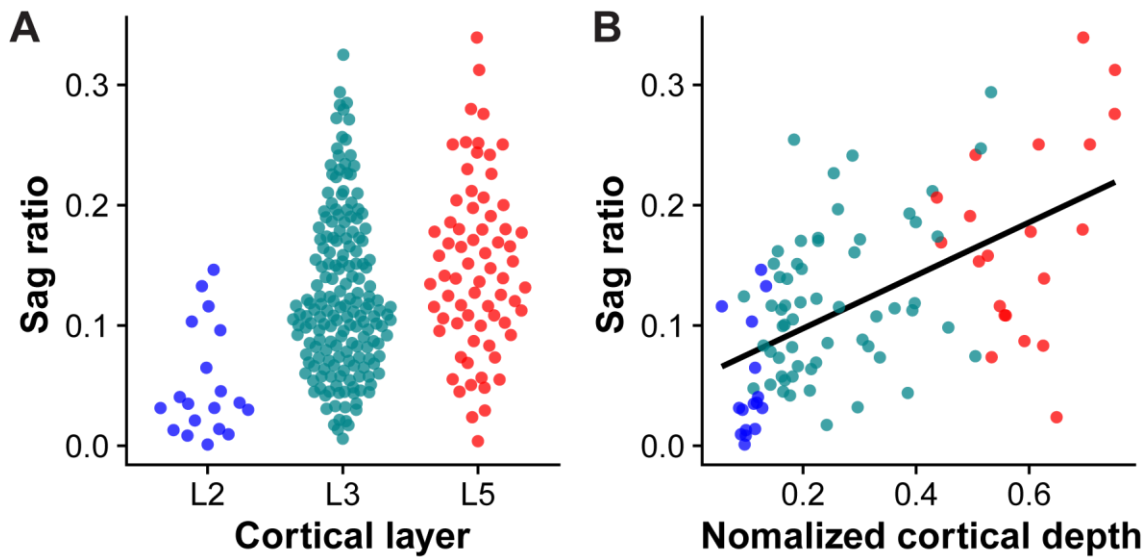 A
Sag ratio
0.3
0.2
0.1
0.0
L2 L3 L5
Cortical layer
B
Sag ratio
0.3
0.2
0.1
0.0
0.2 0.4 0.6
Nomalized cortical depth